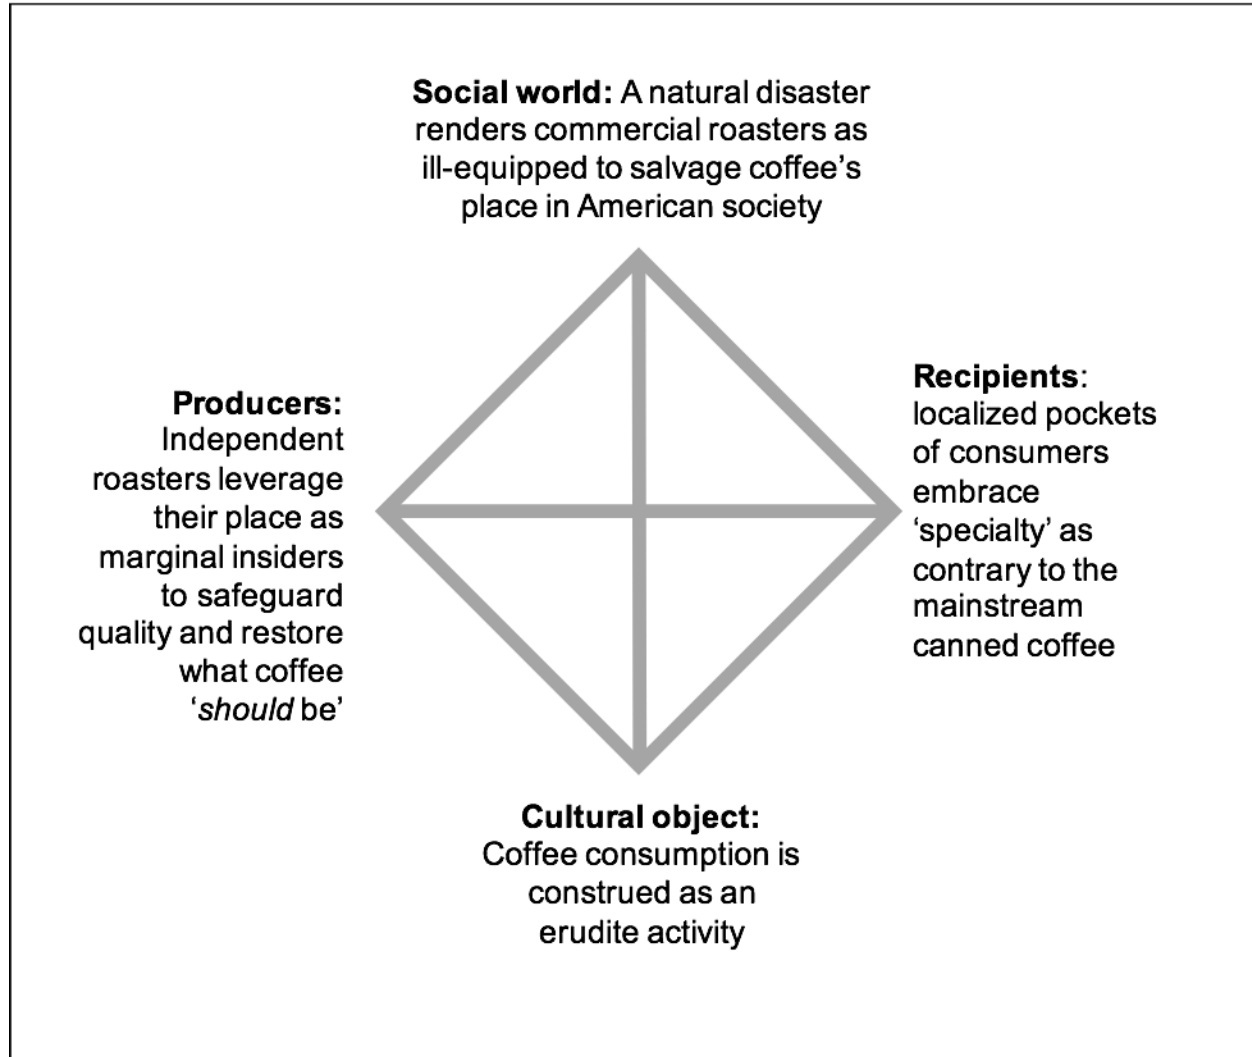 Social world: A natural disaster
renders commercial roasters as
ill-equipped to salvage coffee’s
place in American society
Producers:
Independent
roasters leverage
their place as
marginal insiders
to safeguard
quality and restore
what coffee
‘should be’
Recipients:
localized pockets
of consumers
embrace
‘specialty’ as
contrary to the
mainstream
canned coffee
Cultural object:
Coffee consumption is
construed as an
erudite activity